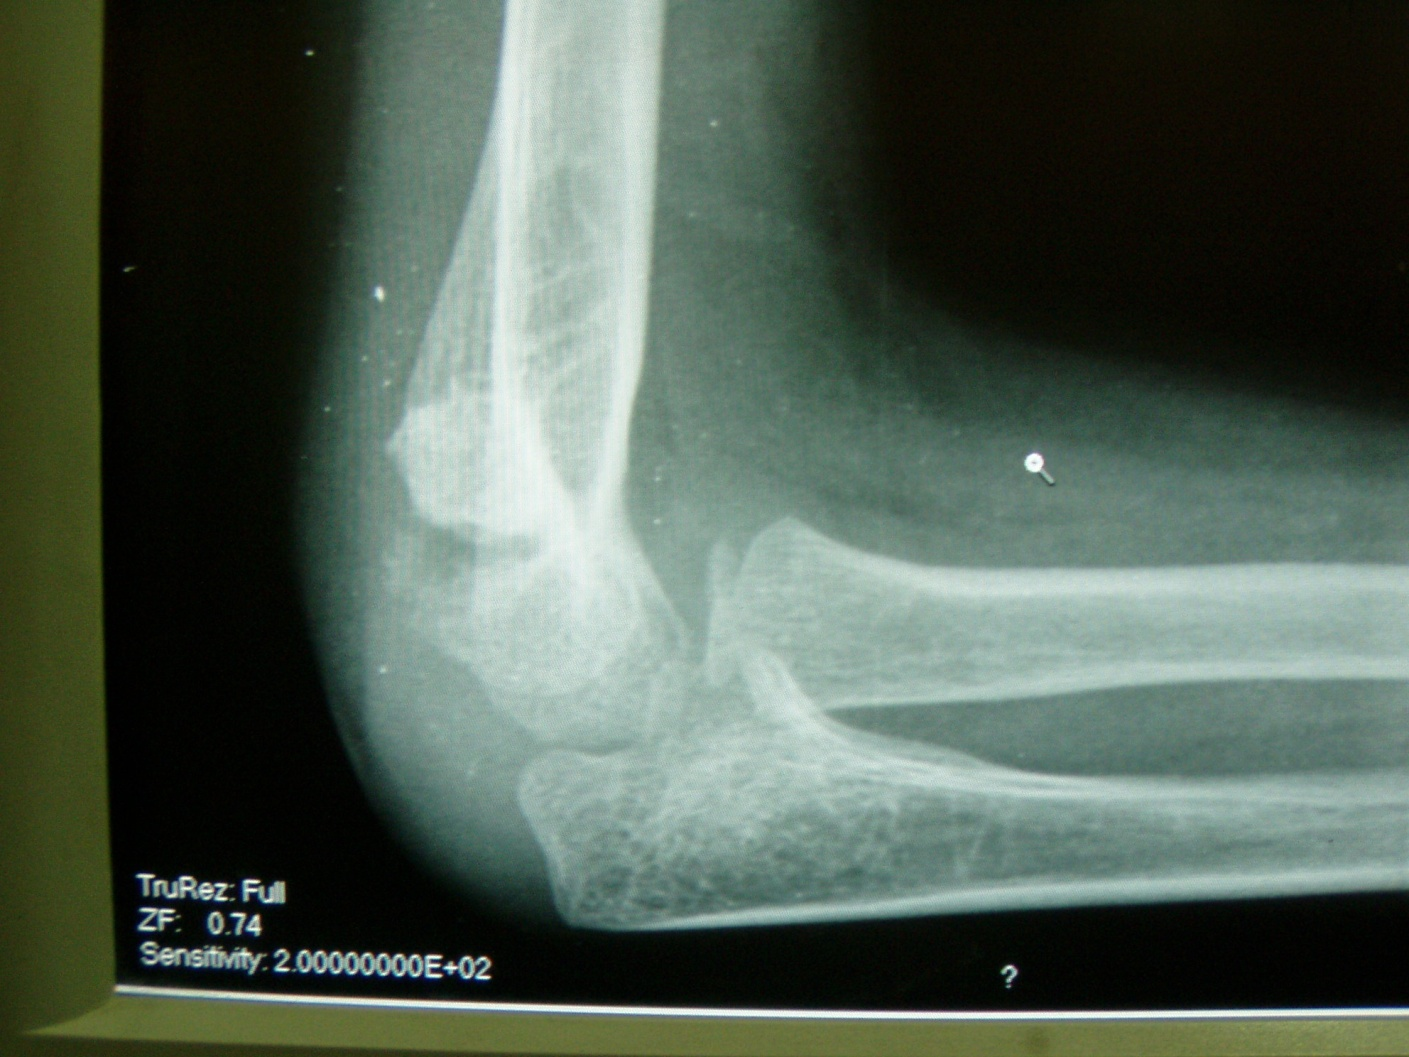 TruRez: Full
ZF: 0.74
Sensitivity: 2.00000000E+02
?